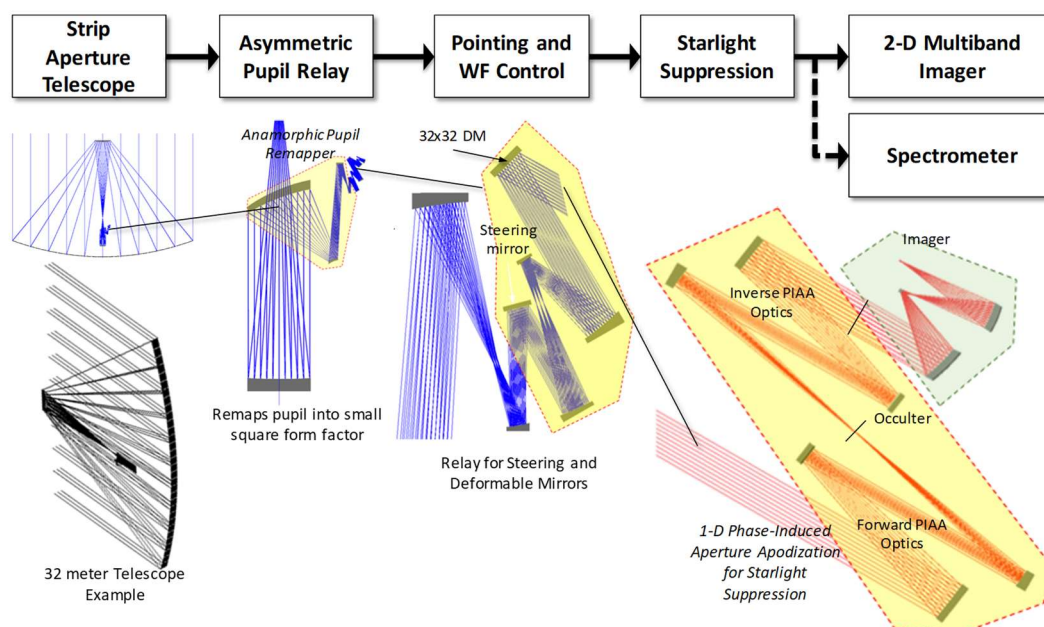 Strip
Aperture
Telescope
Asymmetric
Pupil Relay
Pointing and
WF Control
Starlight
Suppression
2-D Multiband
Imager
Spectrometer
Anamorphic Pupil
Remapper
32x32 DM
Steering
mirror
Imager
Inverse PIAA
Optics
Occulter
Remaps pupil into small
square form factor
Relay for Steering and
Deformable Mirrors
Forward PIAA
Optics
1-D Phase-Induced
Aperture Apodization
for Starlight
Suppression
32 meter Telescope
Example